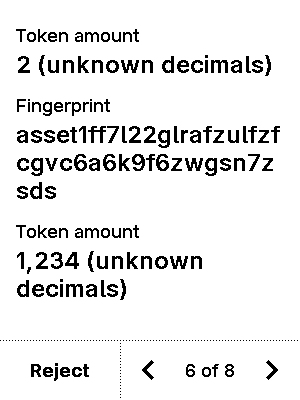 Token amount
2 (unknown decimals)
Fingerprint
asset1ff7l22glrafzulfzf
cgvc6a6k9f6zwgsn7z
sds
Token amount
1,234 (unknown
decimals)
Reject
6 of 8